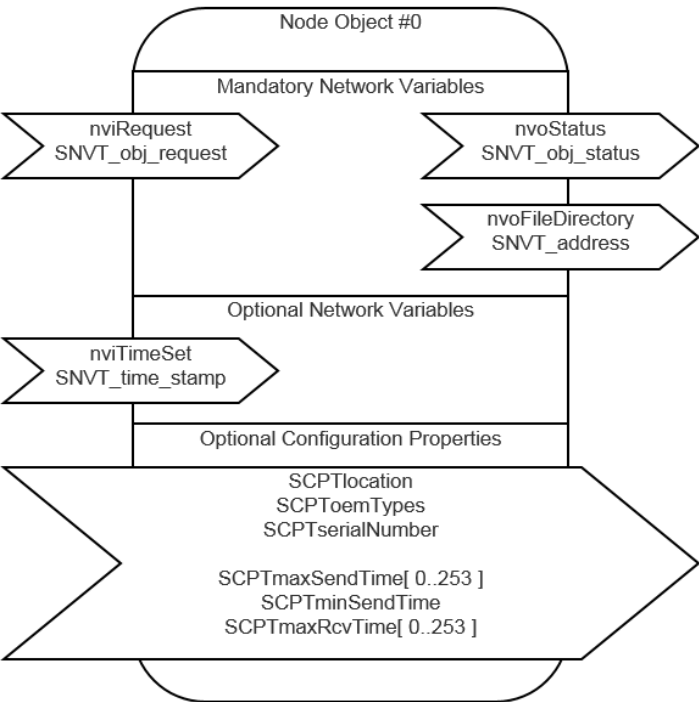 Node Object #0
Mandatory Network Variables
nviRequest
SNVT_obj_request
nvoStatus
SNVT_obj_status
nvoFileDirectory
SNVT_address
Optional Network Variables
nviTimeSet
SNVT_time_stamp
Optional Configuration Properties
SCPTlocation
SCPToemTypes
SCPTserialNumber
SCPTmaxSendTime[ 0..253 ]
SCPTminSendTime
SCPTmaxRcvTime[ 0..253 ]